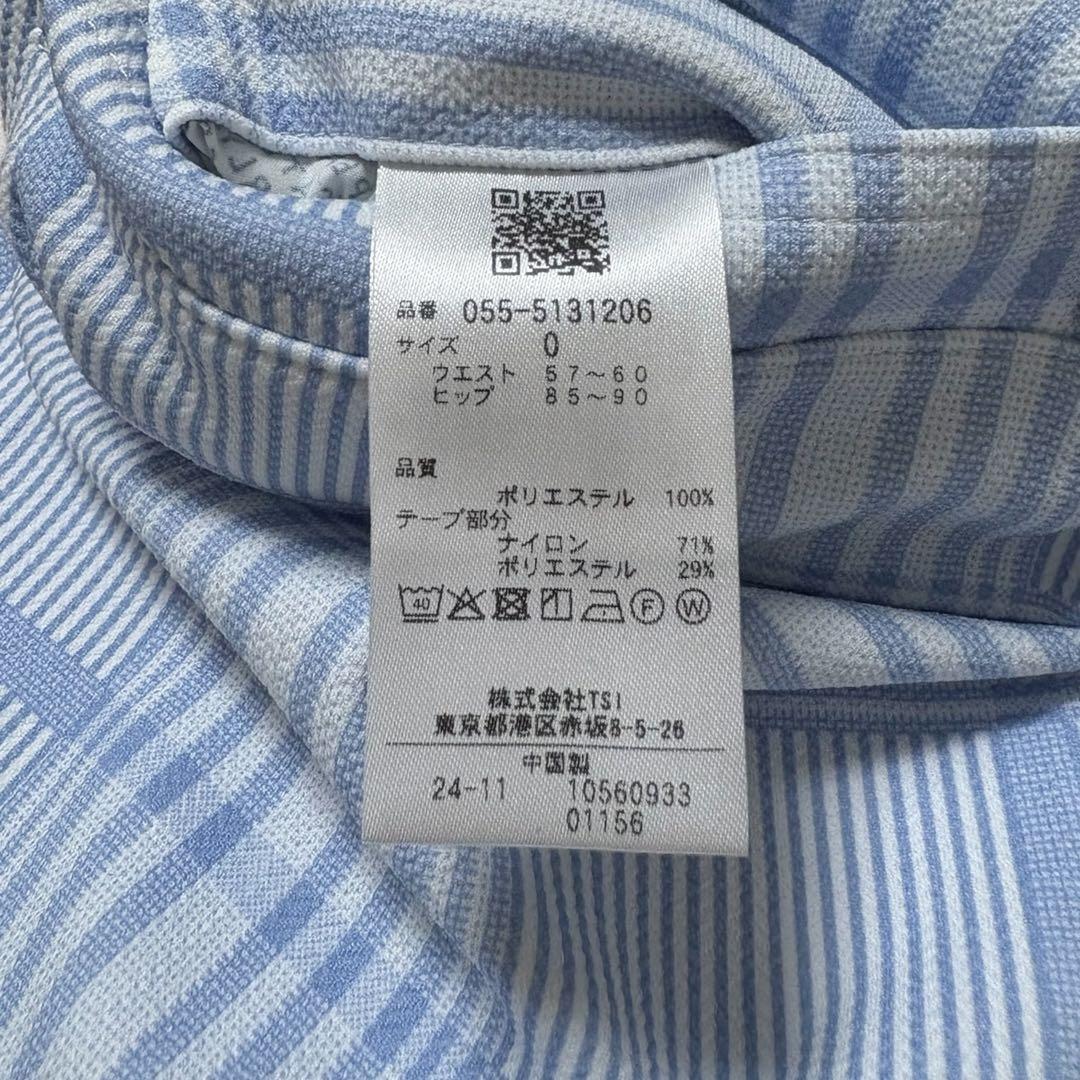 品番 055-5131206
サイズ 0
ウエスト 57～60
ヒップ 85～90
品質
ポリエステル 100%
テープ部分
ナイロン 71%
ポリエステル 29%
40 F W
株式会社TSI
東京都港区赤坂8-5-26
中国製
24-11 10560933
01156